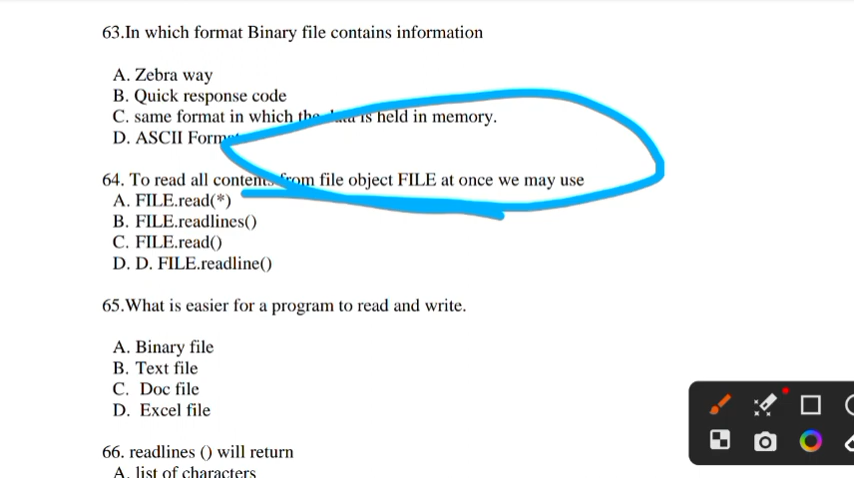 63.In which format Binary file contains information
A. Zebra way
B. Quick response code
C. same format in which the data is held in memory.
D. ASCII Format
64. To read all contents from file object FILE at once we may use
A. FILE.read(*)
B. FILE.readlines()
C. FILE.read()
D. D. FILE.readline()
65.What is easier for a program to read and write.
A. Binary file
B. Text file
C. Doc file
D. Excel file
66. readlines () will return
A. list of characters